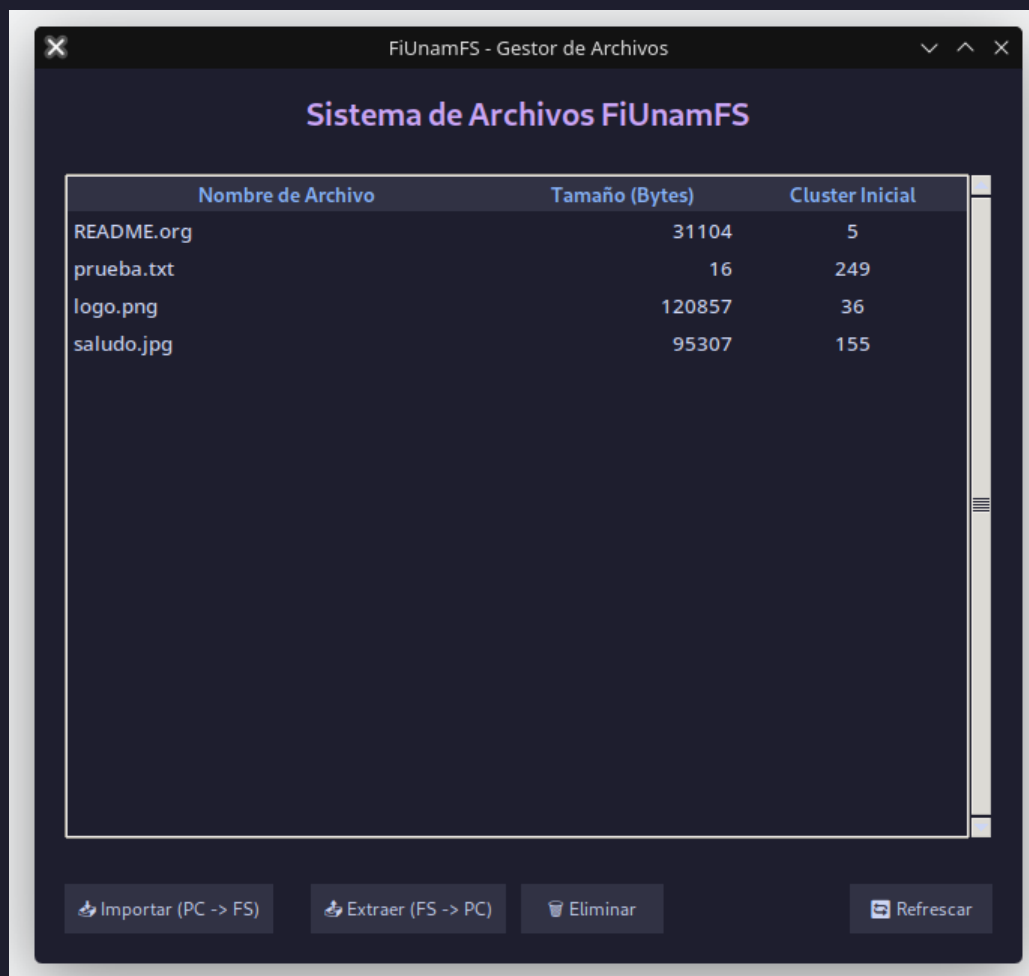 FiUnamFS - Gestor de Archivos
Sistema de Archivos FiUnamFS
Nombre de Archivo Tamaño (Bytes) Cluster Inicial
README.org 31104 5
prueba.txt 16 249
logo.png 120857 36
saludo.jpg 95307 155
Importar (PC -> FS) Extraer (FS -> PC) Eliminar Refrescar